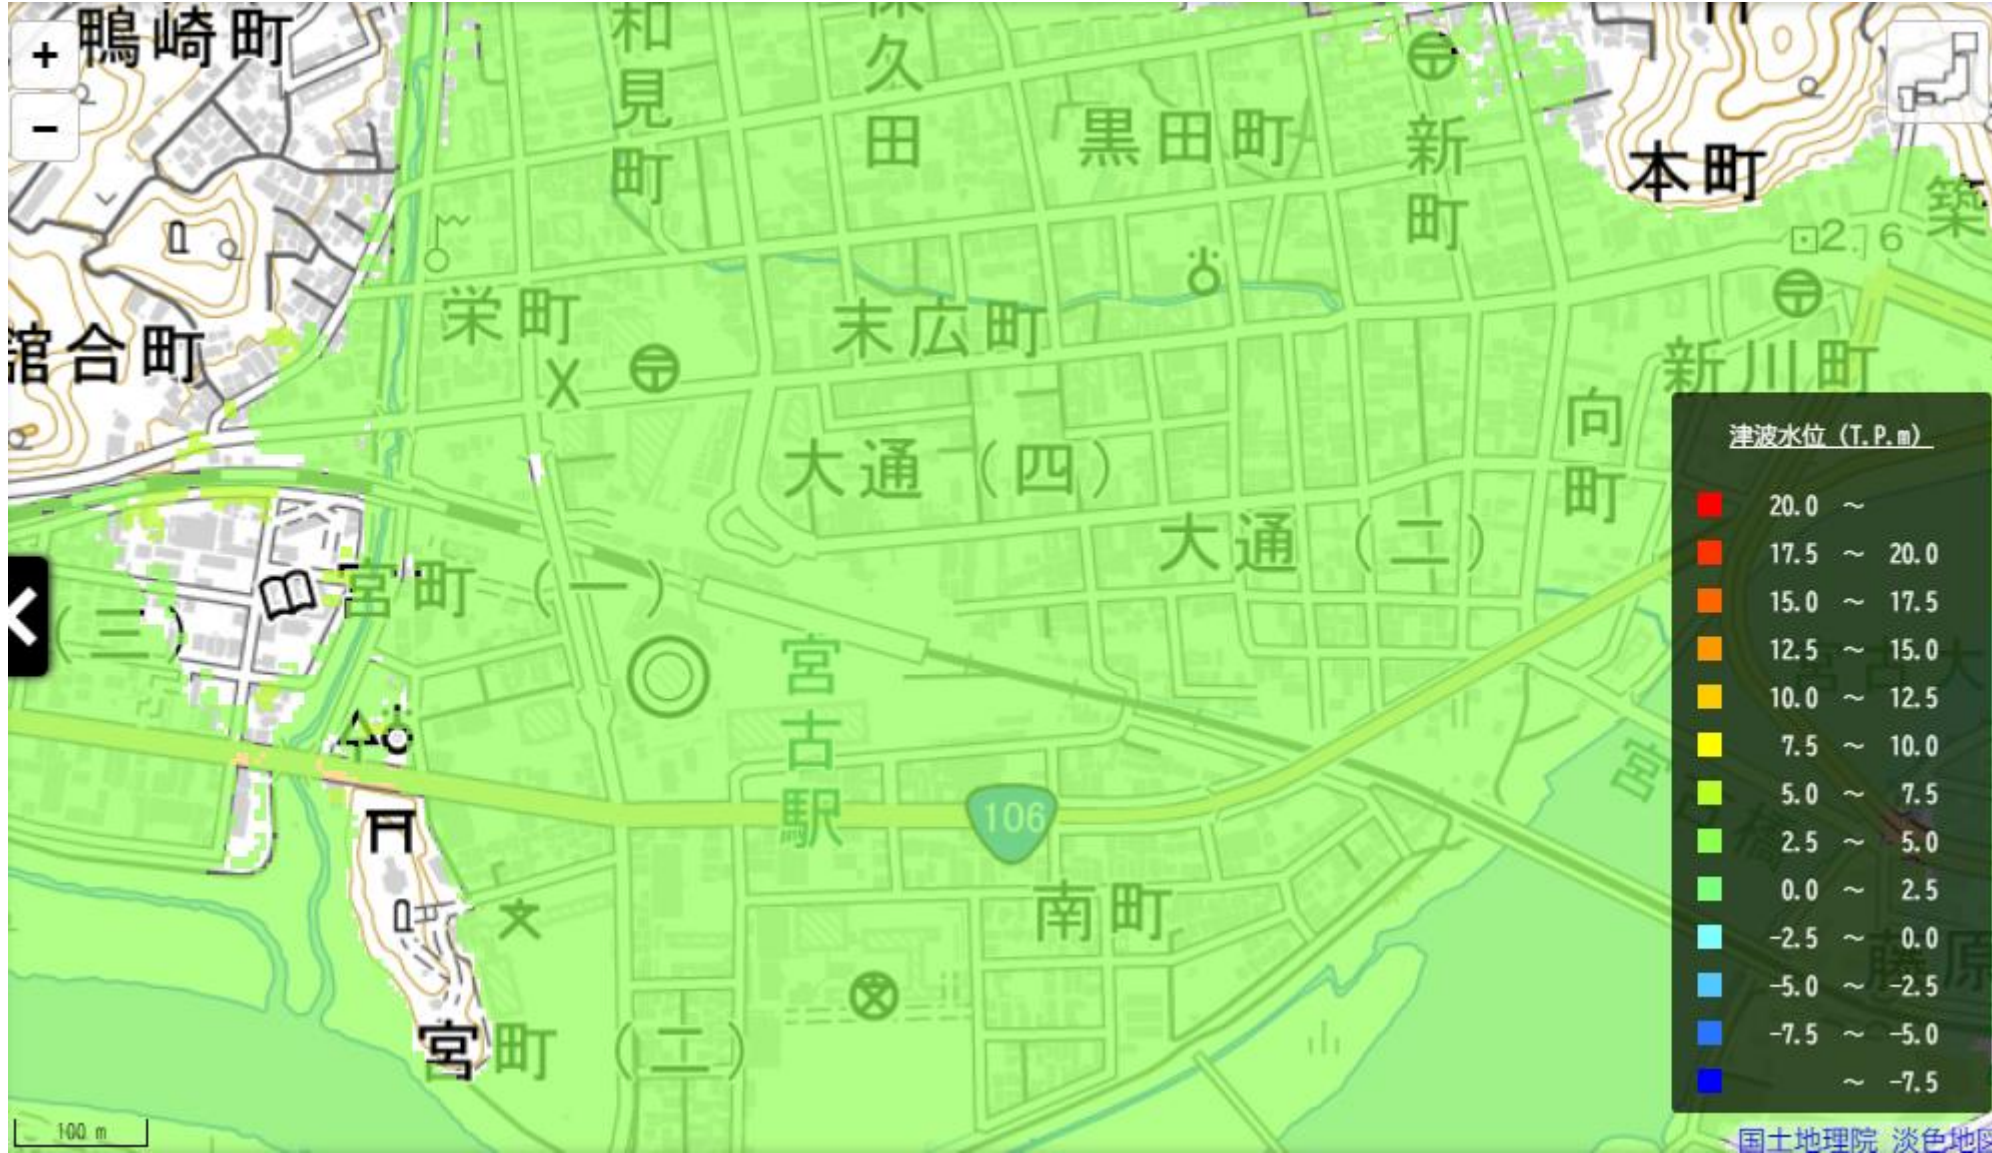 +
−
鴨崎町
和見町
保久田
黒田町
新町
本町
築
2.6
栄町
末広町
舘合町
新川町
向町
大通（四）
大通（二）
宮町（一）
（三）
宮古駅
106
南町
宮町（二）
藤原
津波水位（T.P.m）
20.0 ～
17.5 ～ 20.0
15.0 ～ 17.5
12.5 ～ 15.0
10.0 ～ 12.5
7.5 ～ 10.0
5.0 ～ 7.5
2.5 ～ 5.0
0.0 ～ 2.5
-2.5 ～ 0.0
-5.0 ～ -2.5
-7.5 ～ -5.0
～ -7.5
100 m
国土地理院 淡色地図